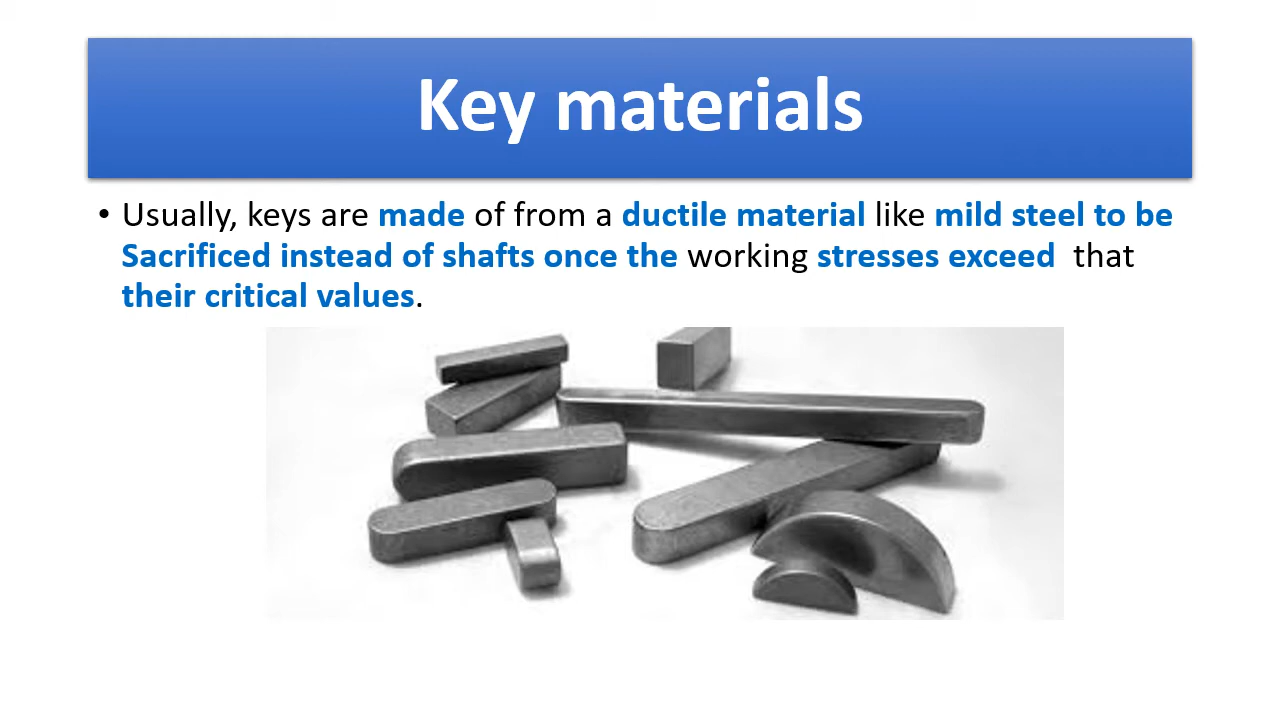 Key materials
• Usually, keys are made of from a ductile material like mild steel to be
Sacrificed instead of shafts once the working stresses exceed  that
their critical values.